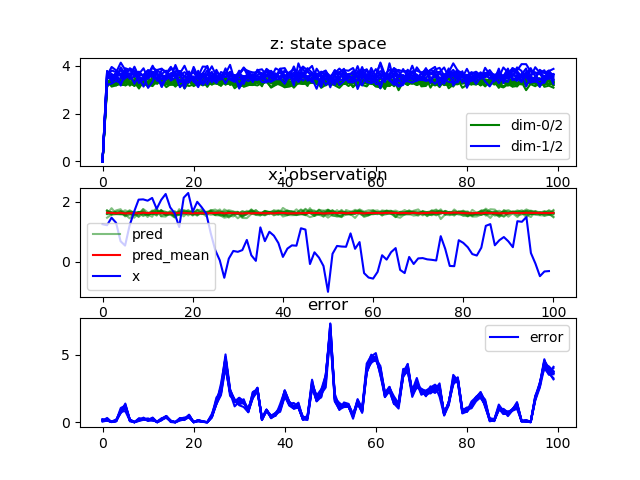 z: state space
4
2
0
dim-0/2
dim-1/2
0 20 40 60 80 100
x: observation
2
0
pred
pred_mean
x
0 20 40 60 80 100
error
5
0
error
0 20 40 60 80 100